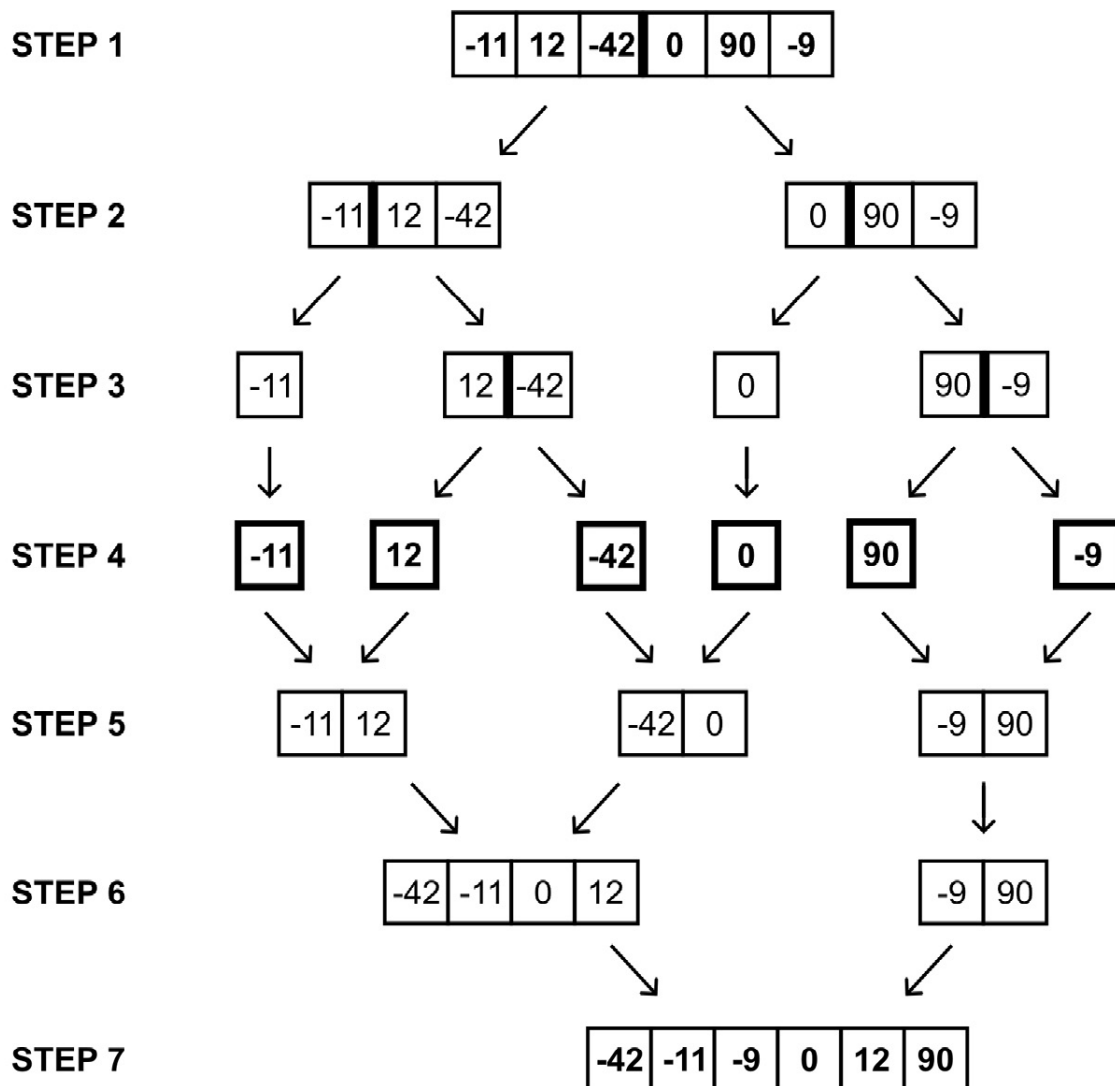 STEP 1 -11 12 -42 0 90 -9
STEP 2 -11 12 -42 0 90 -9
STEP 3 -11 12 -42 0 90 -9
STEP 4 -11 12 -42 0 90 -9
STEP 5 -11 12 -42 0 -9 90
STEP 6 -42 -11 0 12 -9 90
STEP 7 -42 -11 -9 0 12 90